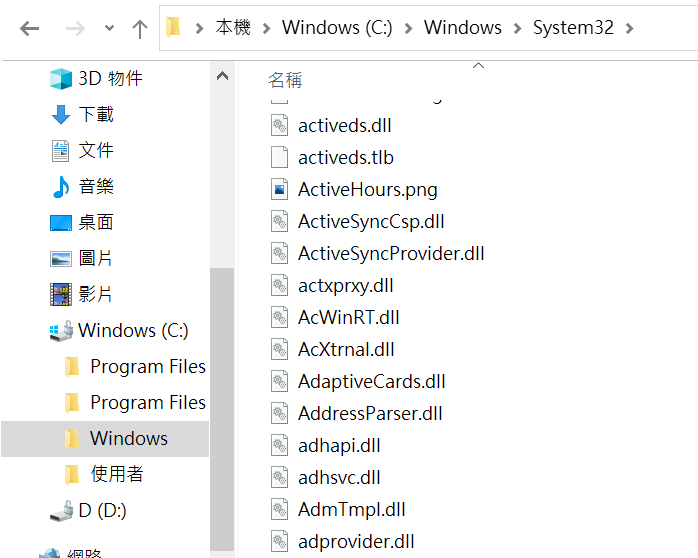 本機 > Windows (C:) > Windows > System32 >
3D 物件
下載
文件
音樂
桌面
圖片
影片
Windows (C:)
Program Files
Program Files
Windows
使用者
D (D:)
網路
名稱
activeds.dll
activeds.tlb
ActiveHours.png
ActiveSyncCsp.dll
ActiveSyncProvider.dll
actxprxy.dll
AcWinRT.dll
AcXtrnal.dll
AdaptiveCards.dll
AddressParser.dll
adhapi.dll
adhsvc.dll
AdmTmpl.dll
adprovider.dll